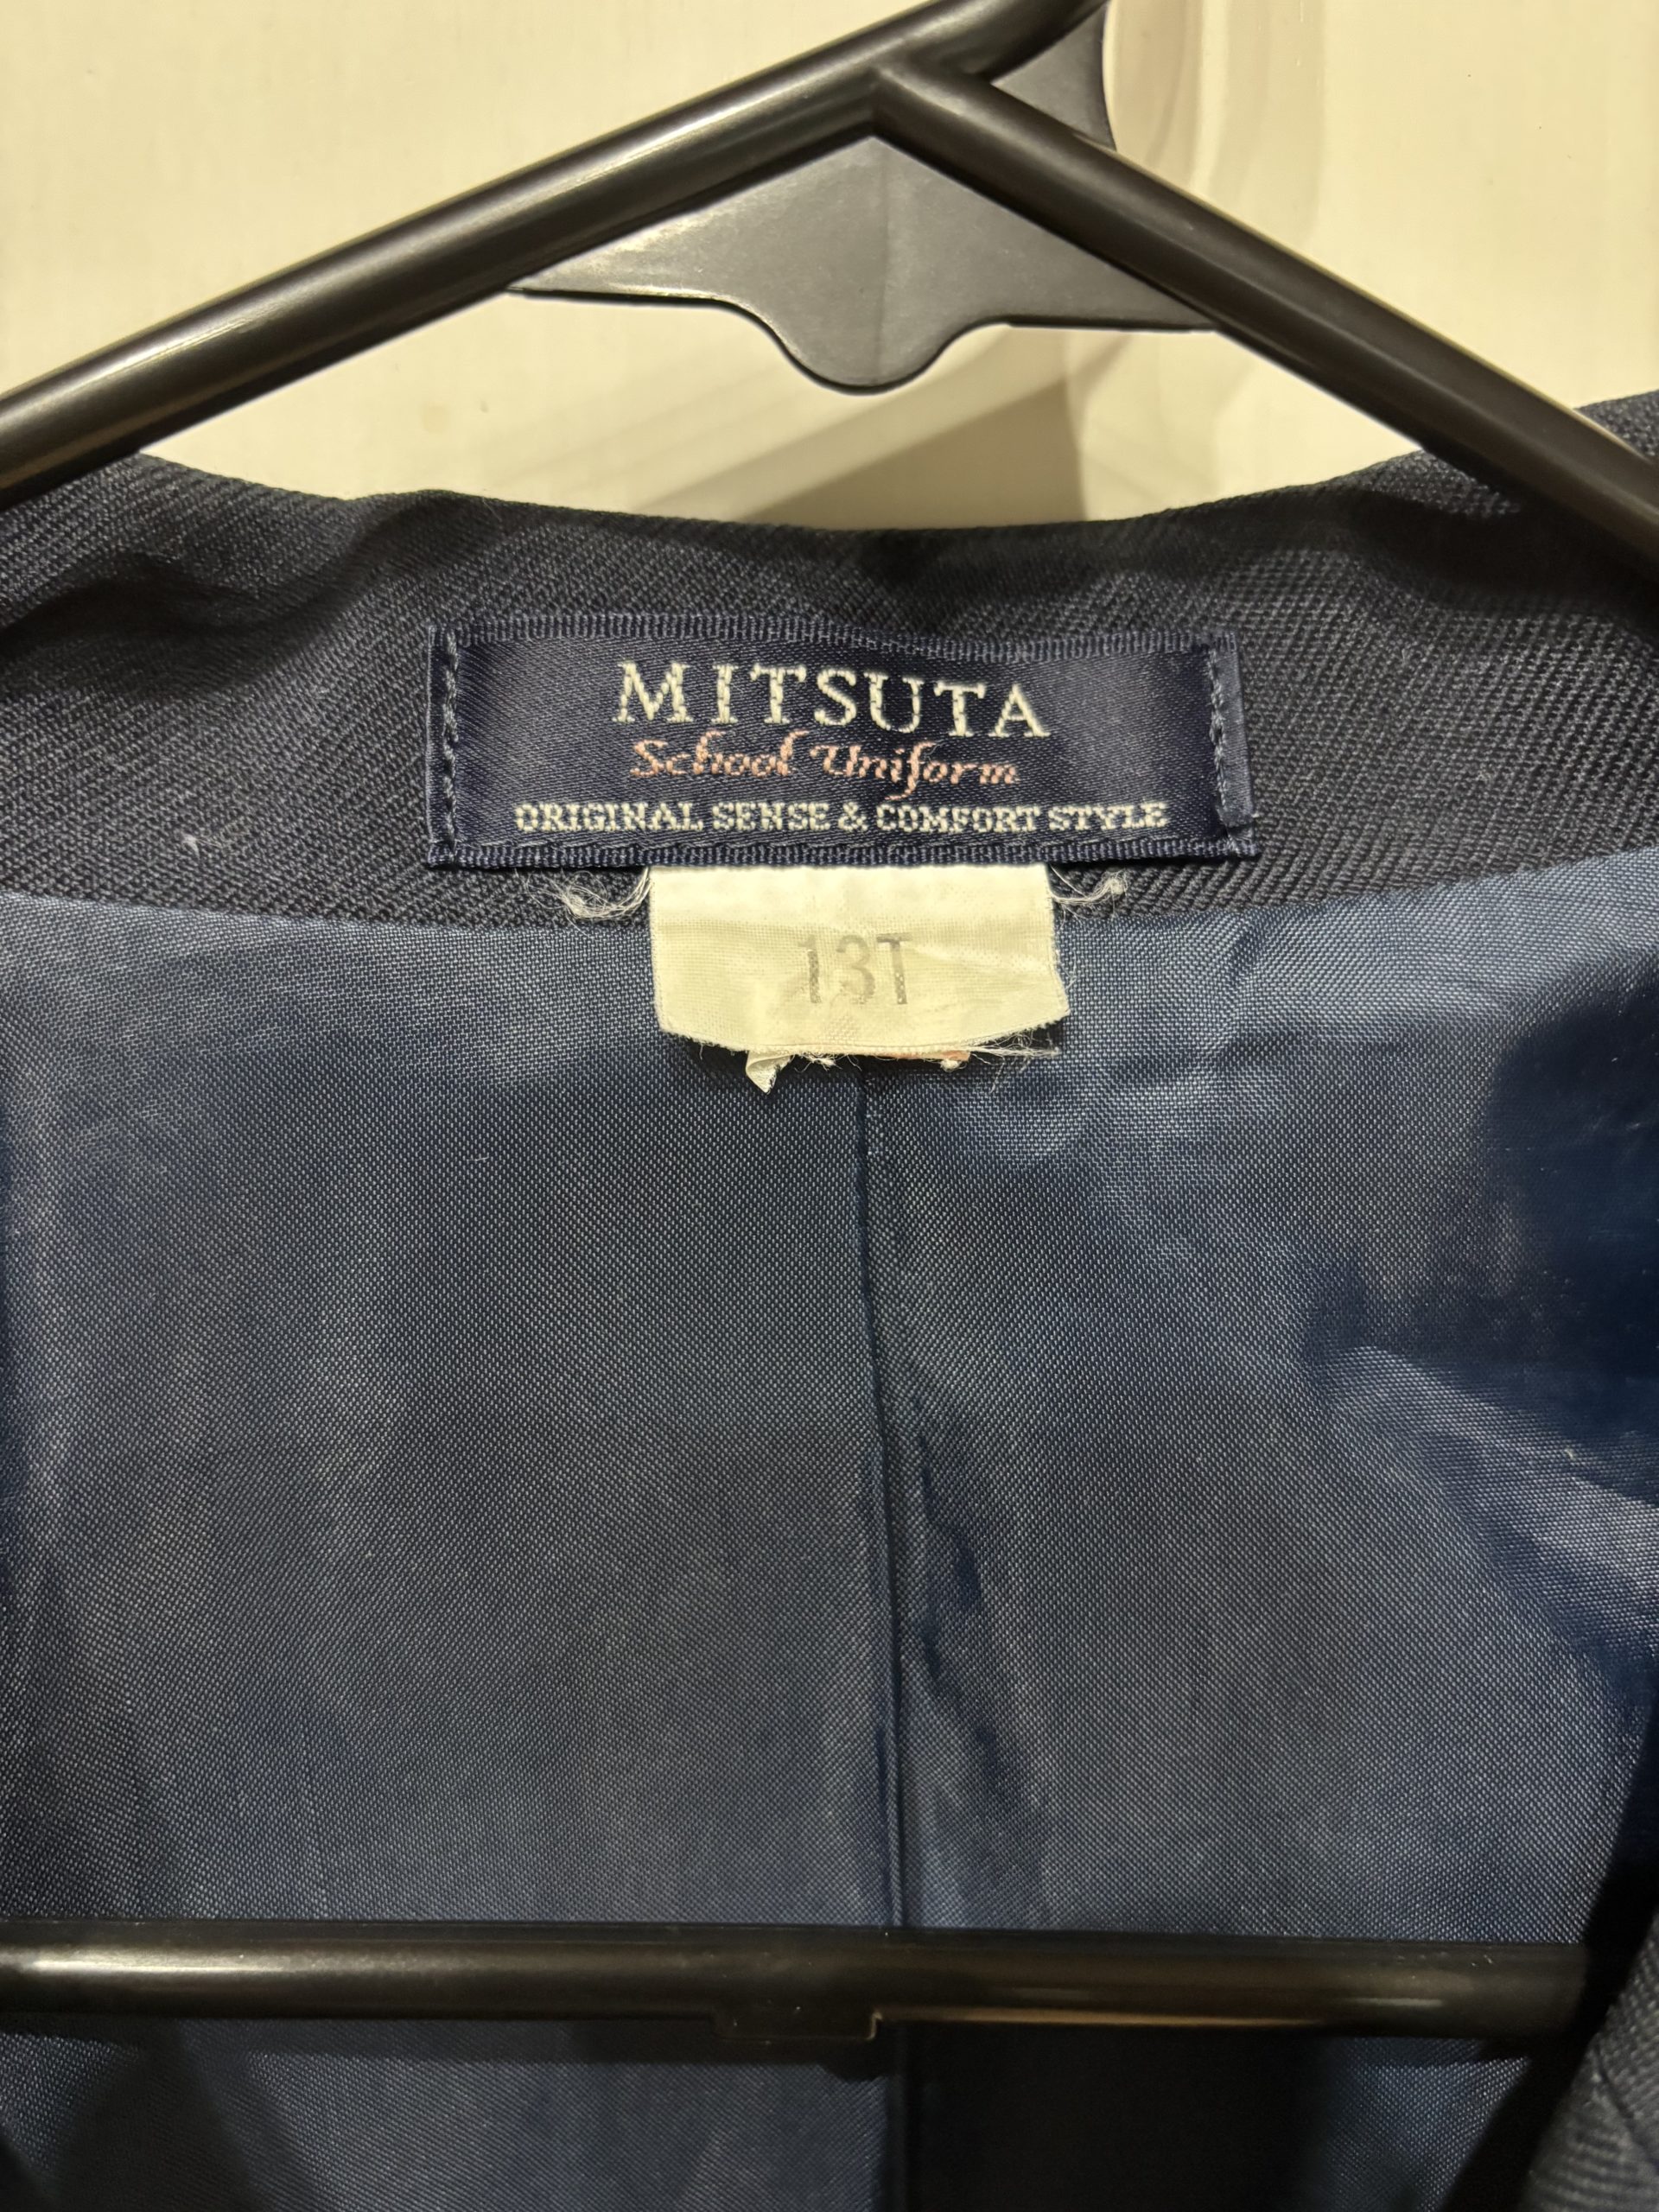 MITSUTA
School Uniform
ORIGINAL SENSE & COMFORT STYLE
13T